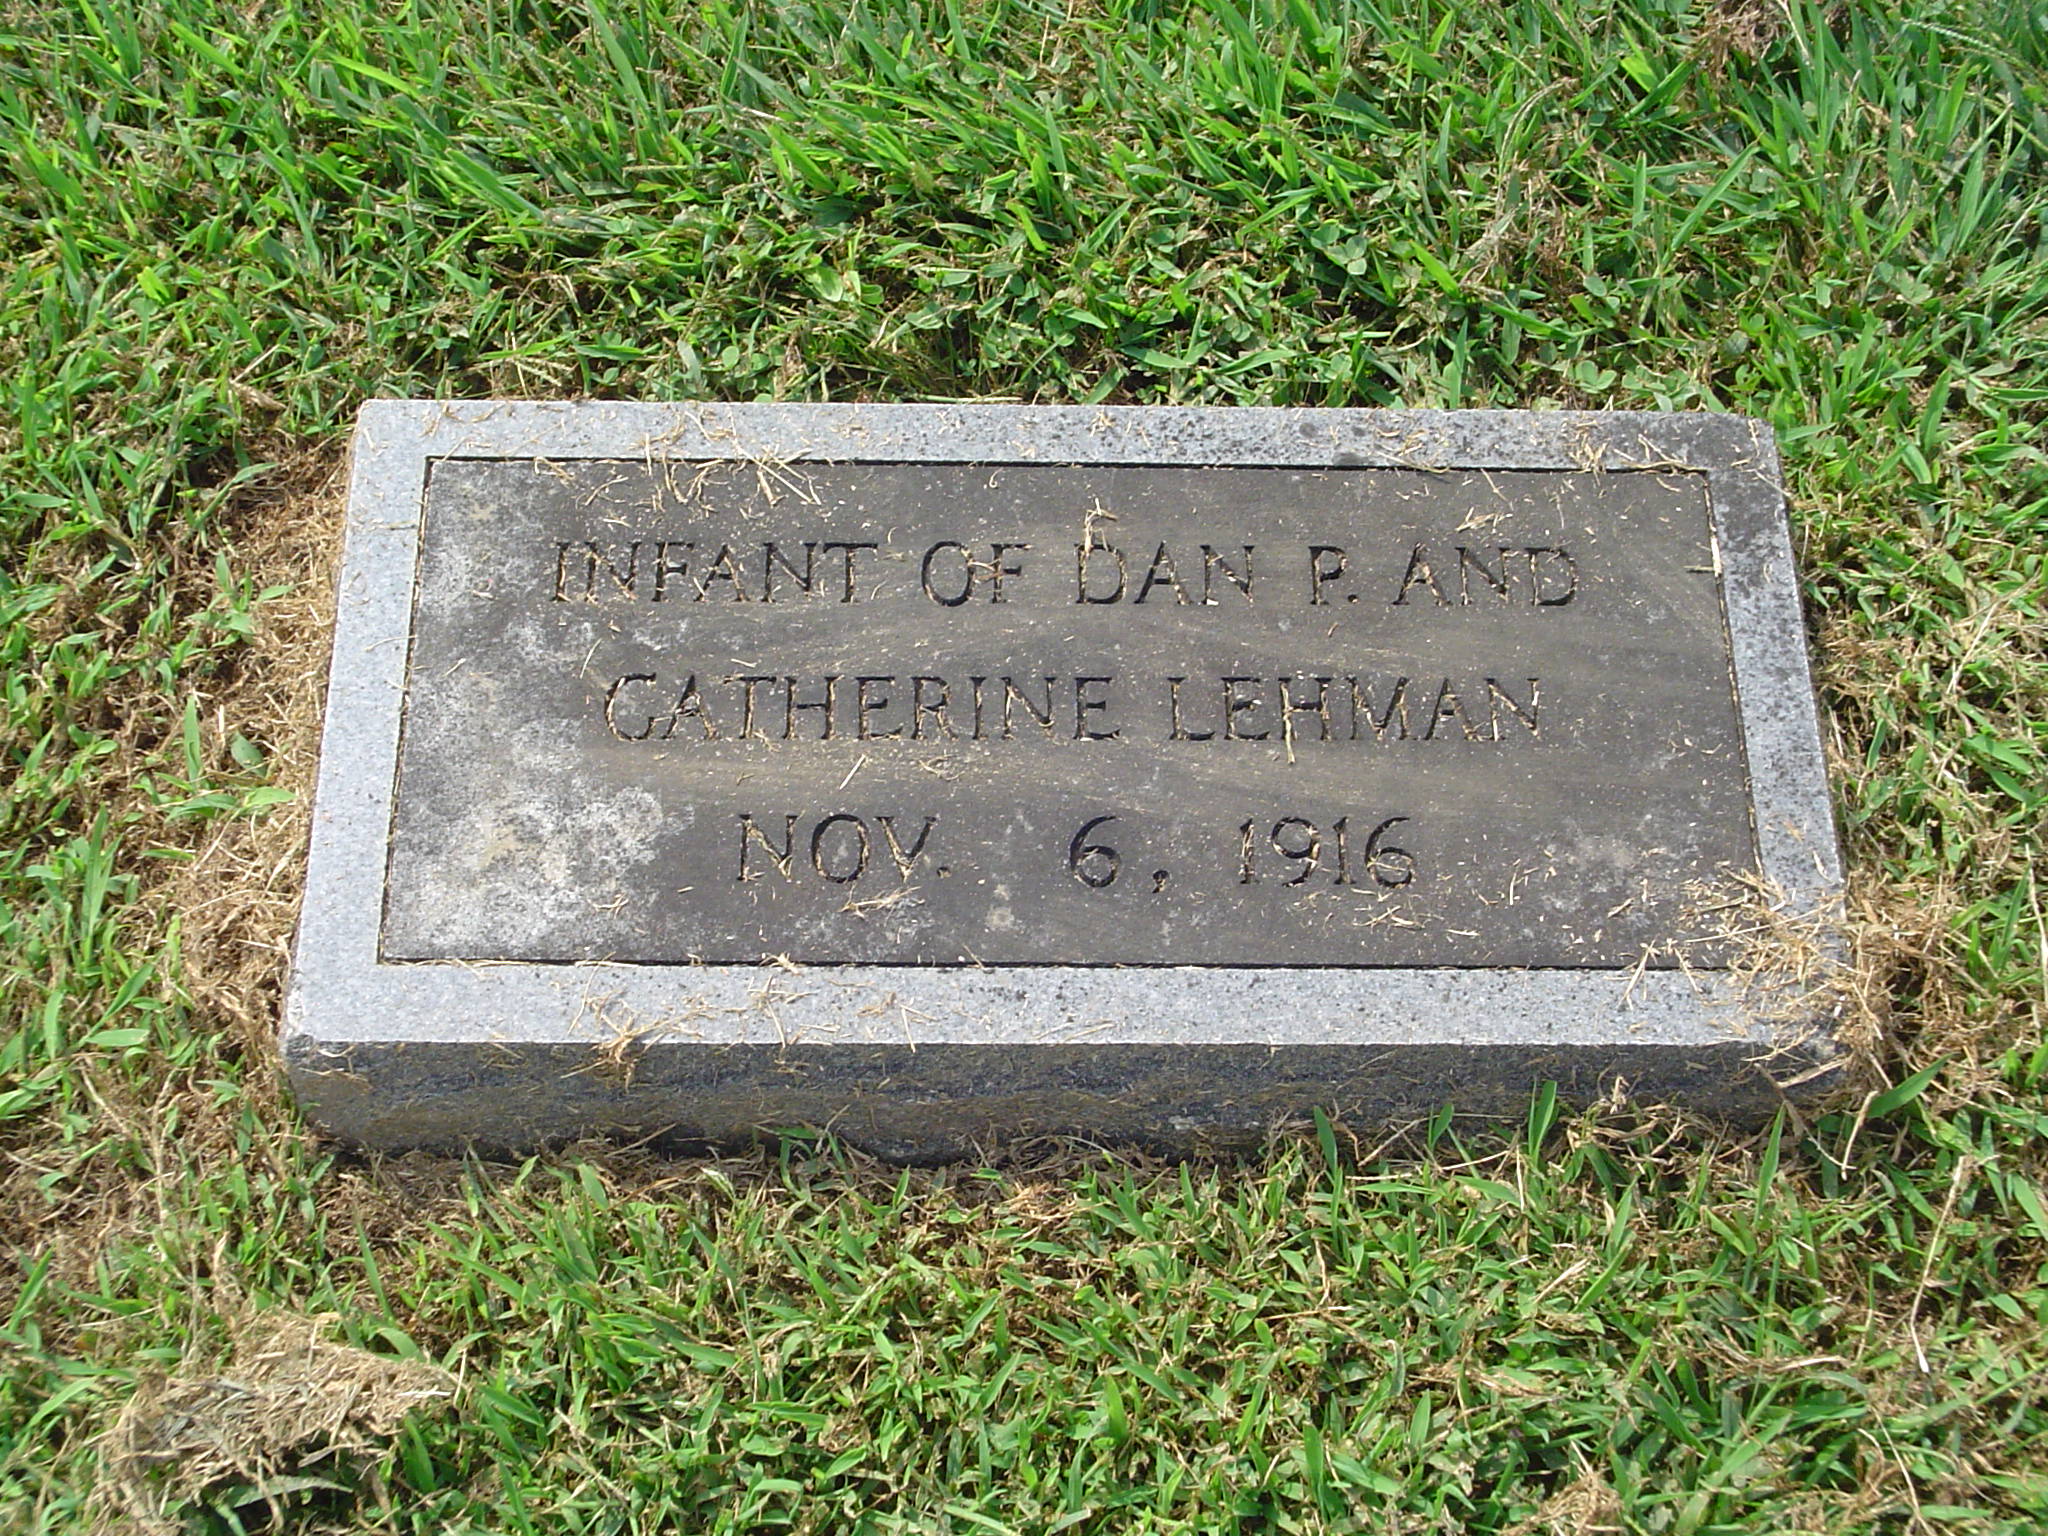 INFANT OF DAN P. AND
CATHERINE LEHMAN
NOV. 6, 1916